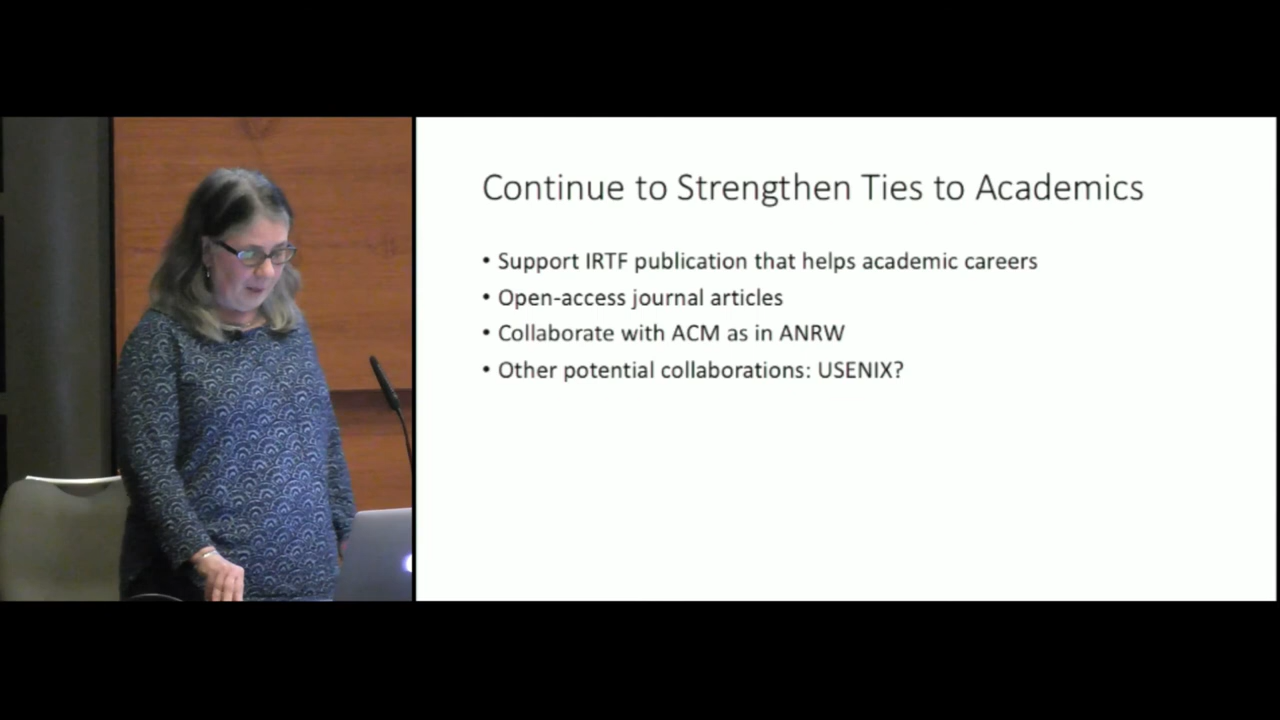 Continue to Strengthen Ties to Academics
• Support IRTF publication that helps academic careers
• Open-access journal articles
• Collaborate with ACM as in ANRW
• Other potential collaborations: USENIX?